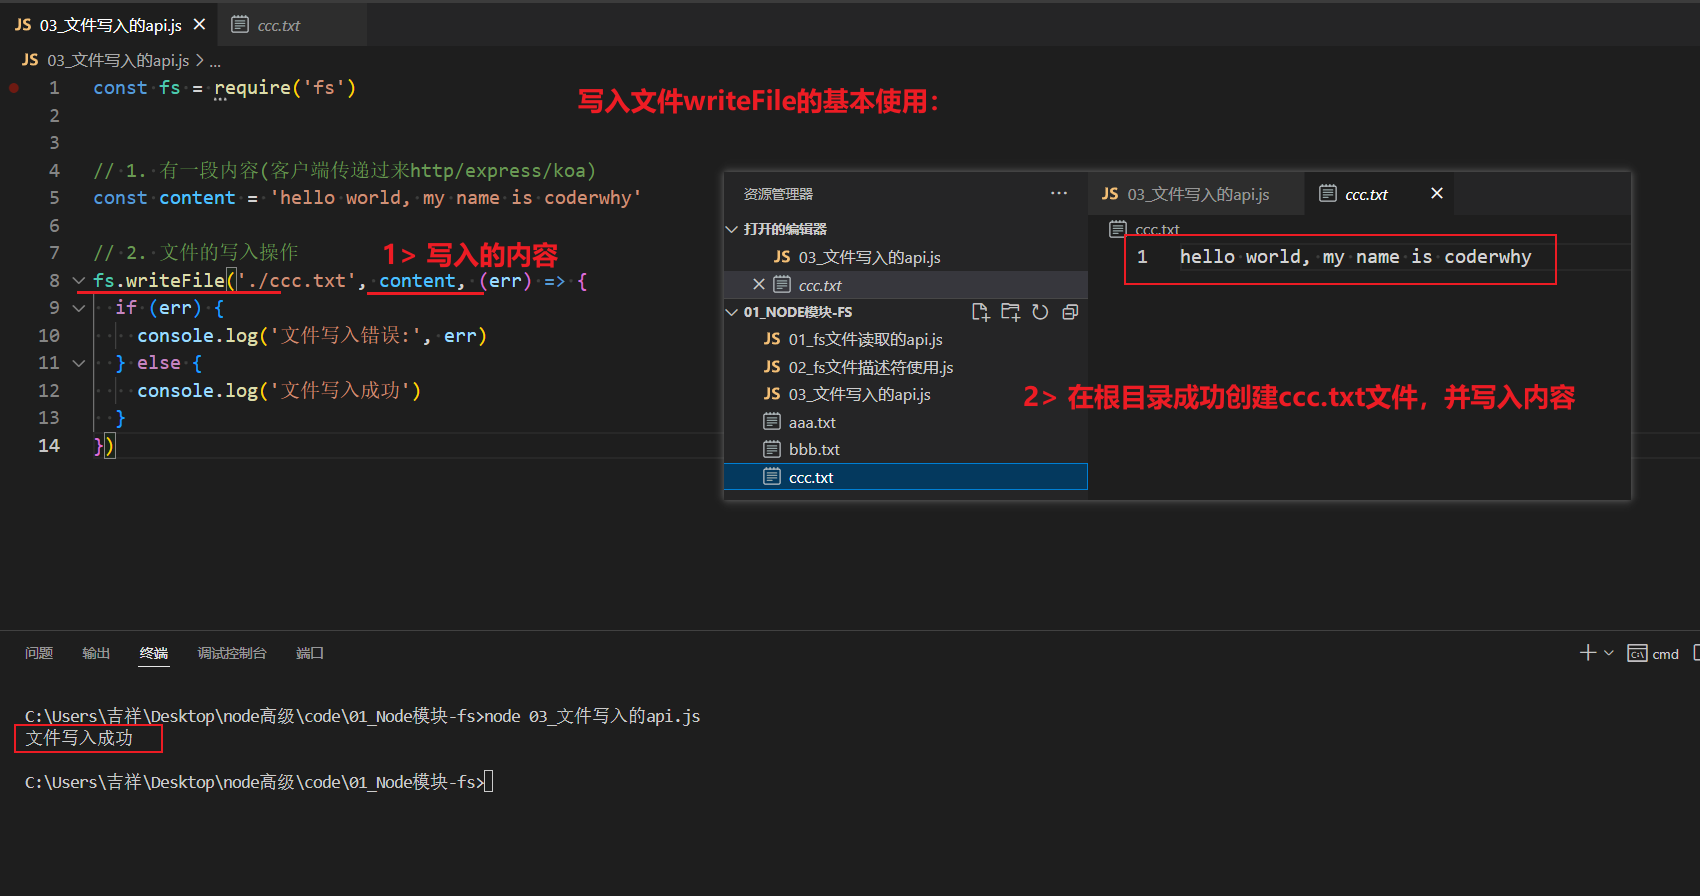 JS 03_文件写入的api.js ×
ccc.txt
JS 03_文件写入的api.js > ...
1 const fs = require('fs')
2
3
4 // 1. 有一段内容(客户端传递过来http/express/koa)
5 const content = 'hello world, my name is coderwhy'
6
7 // 2. 文件的写入操作
8 fs.writeFile('./ccc.txt', content, (err) => {
9 if (err) {
10 console.log('文件写入错误:', err)
11 } else {
12 console.log('文件写入成功')
13 }
14 })
写入文件writeFile的基本使用：
1> 写入的内容
资源管理器 ...
打开的编辑器
JS 03_文件写入的api.js
× ccc.txt
01_NODE模块-FS
JS 01_fs文件读取的api.js
JS 02_fs文件描述符使用.js
JS 03_文件写入的api.js
aaa.txt
bbb.txt
ccc.txt
JS 03_文件写入的api.js
ccc.txt ×
ccc.txt
1 hello world, my name is coderwhy
2> 在根目录成功创建ccc.txt文件，并写入内容
问题 输出 终端 调试控制台 端口
cmd
C:\Users\吉祥\Desktop\node高级\code\01_Node模块-fs>node 03_文件写入的api.js
文件写入成功
C:\Users\吉祥\Desktop\node高级\code\01_Node模块-fs>